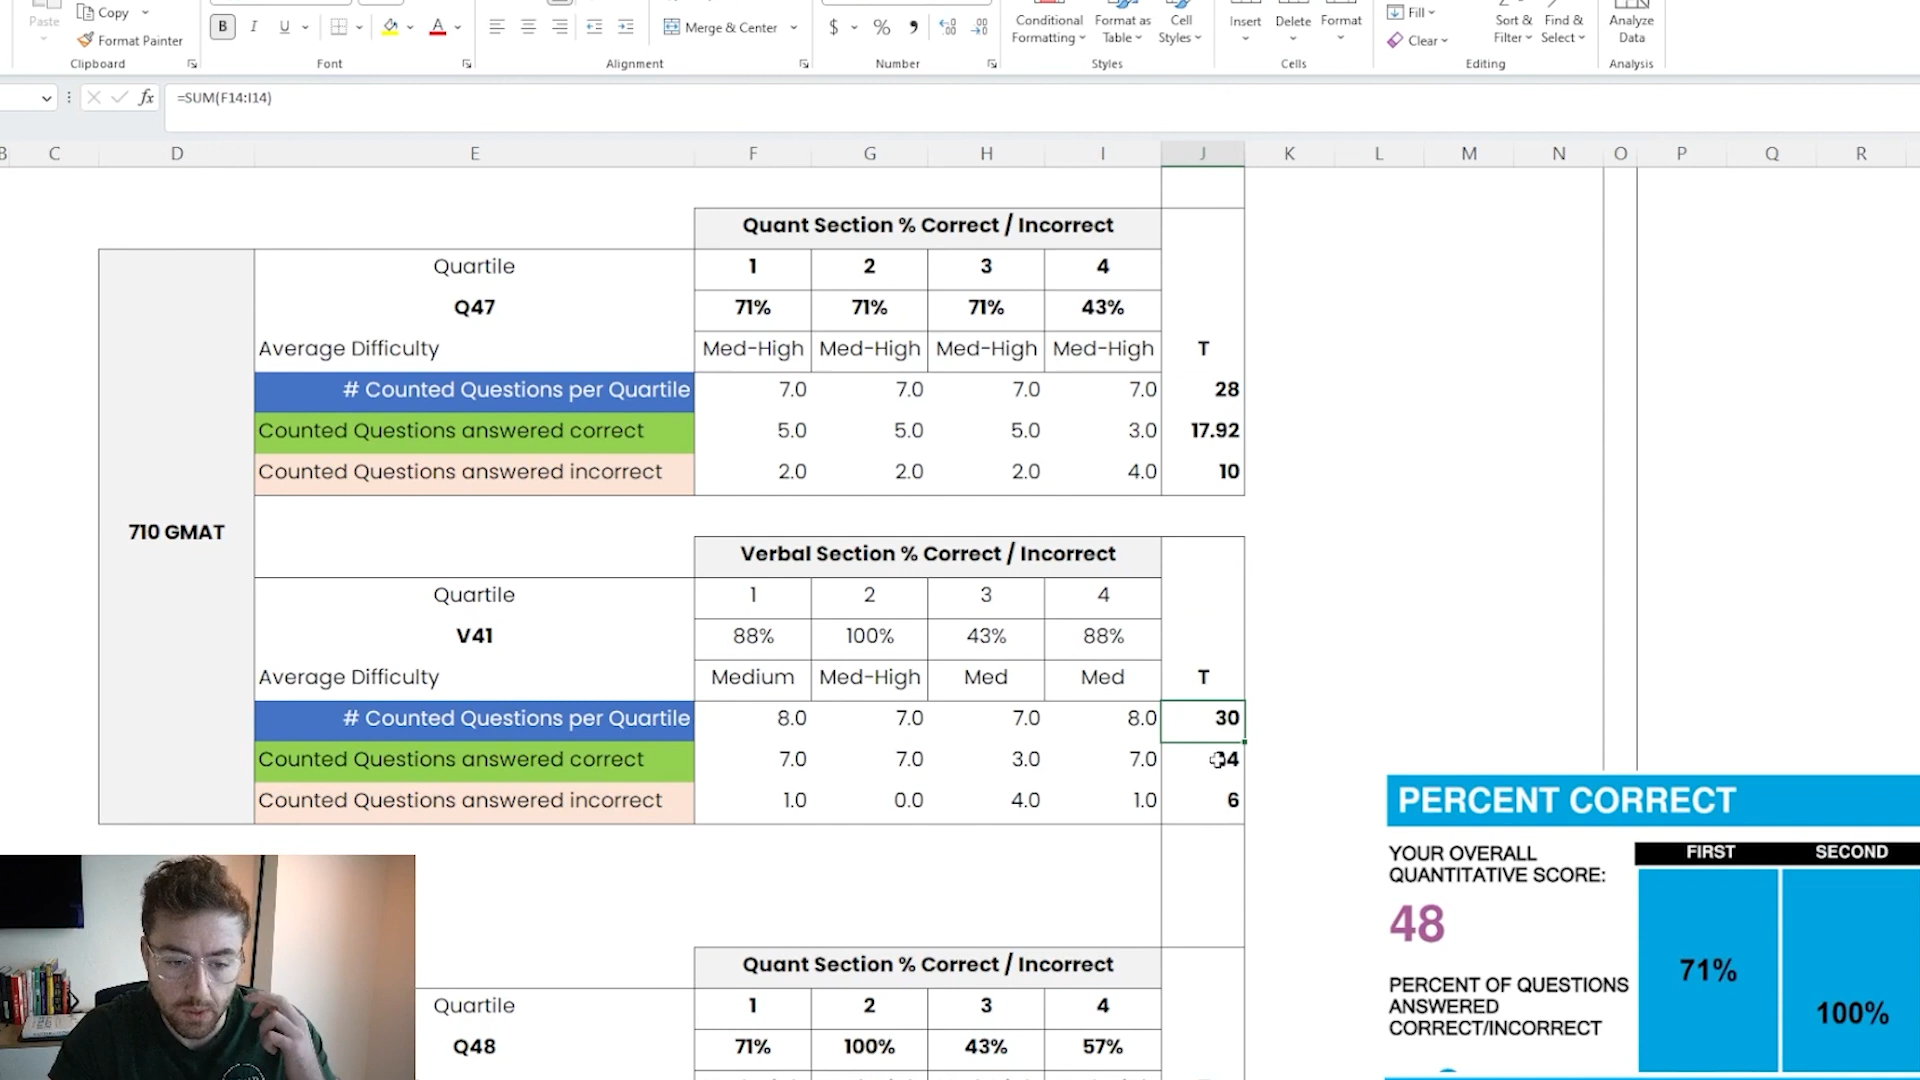 Paste
Copy
Format Painter
Clipboard
B I U A
Font
Merge & Center
Alignment
$ % 9
Number
Conditional Formatting
Format as Table
Cell Styles
Styles
Insert
Delete
Format
Cells
Fill
Clear
Sort & Filter
Find & Select
Editing
Analyze Data
Analysis
fx =SUM(F14:I14)
B C D E F G H I J K L M N O P Q R
Quant Section % Correct / Incorrect
Quartile 1 2 3 4
Q47 71% 71% 71% 43%
Average Difficulty Med-High Med-High Med-High Med-High T
# Counted Questions per Quartile 7.0 7.0 7.0 7.0 28
Counted Questions answered correct 5.0 5.0 5.0 3.0 17.92
Counted Questions answered incorrect 2.0 2.0 2.0 4.0 10
710 GMAT
Verbal Section % Correct / Incorrect
Quartile 1 2 3 4
V41 88% 100% 43% 88%
Average Difficulty Medium Med-High Med Med T
# Counted Questions per Quartile 8.0 7.0 7.0 8.0 30
Counted Questions answered correct 7.0 7.0 3.0 7.0
Counted Questions answered incorrect 1.0 0.0 4.0 1.0 6
Quant Section % Correct / Incorrect
Quartile 1 2 3 4
Q48 71% 100% 43% 57%
PERCENT CORRECT
YOUR OVERALL
QUANTITATIVE SCORE:
48
PERCENT OF QUESTIONS
ANSWERED
CORRECT/INCORRECT
FIRST SECOND
71%
100%